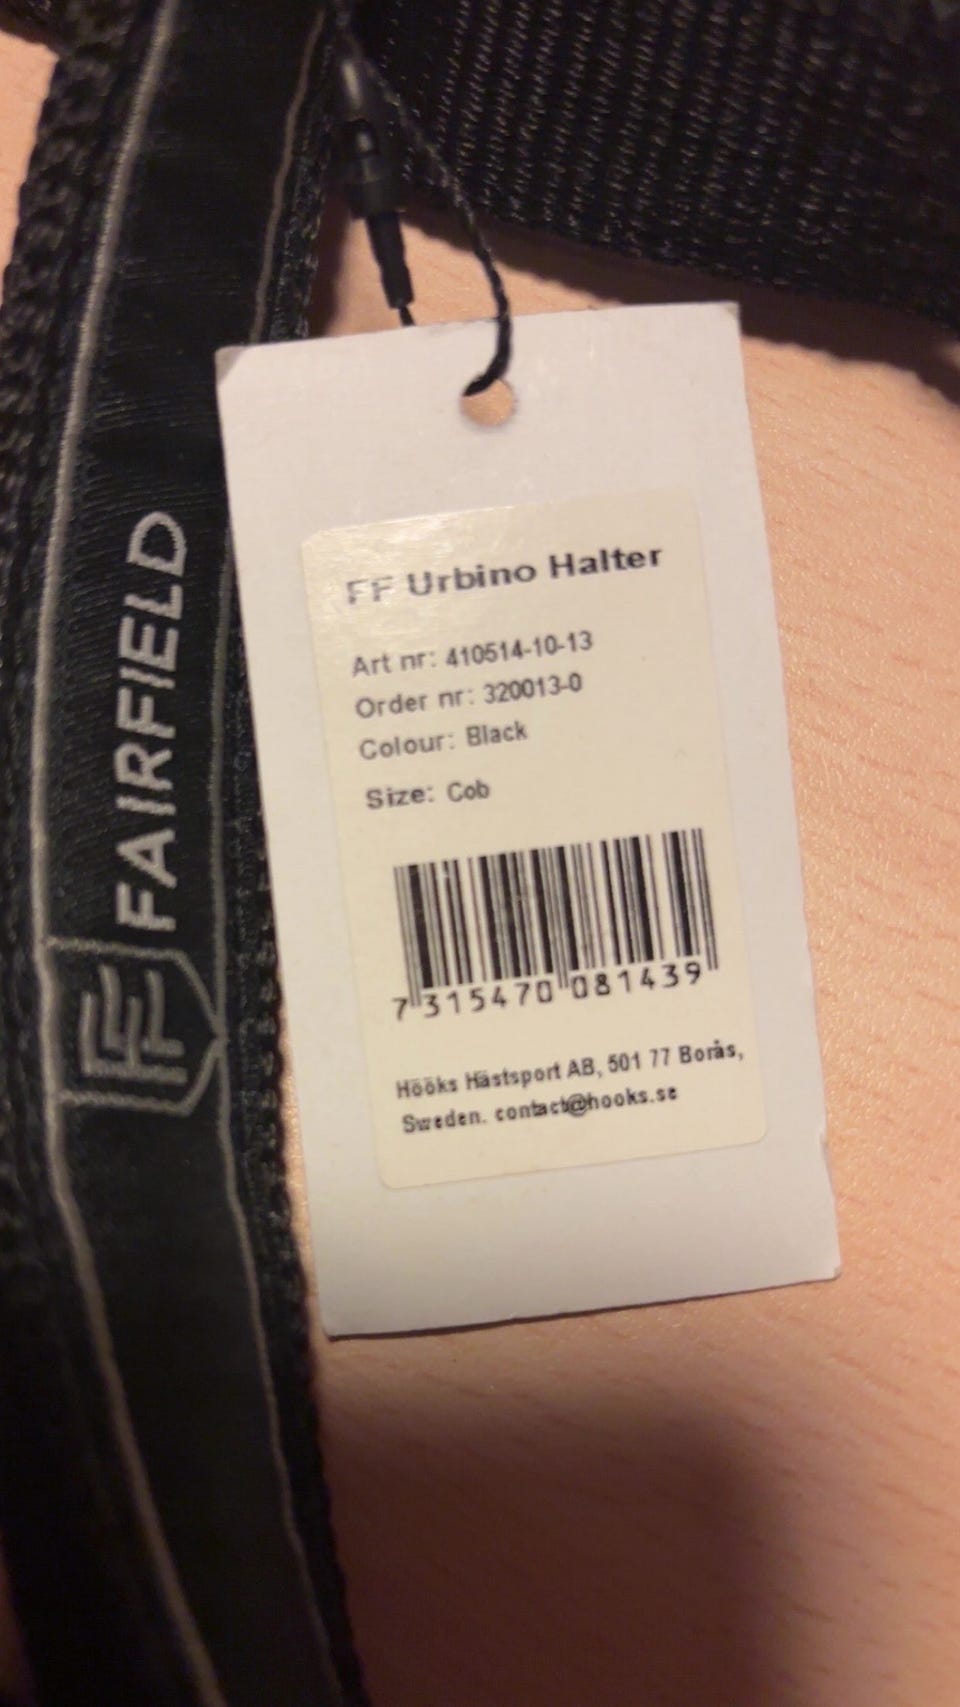 FAIRFIELD
FF Urbino Halter
Art nr: 410514-10-13
Order nr: 320013-0
Colour: Black
Size: Cob
7 315470 081439
Hööks Hästsport AB, 501 77 Borås,
Sweden. contact@hooks.se